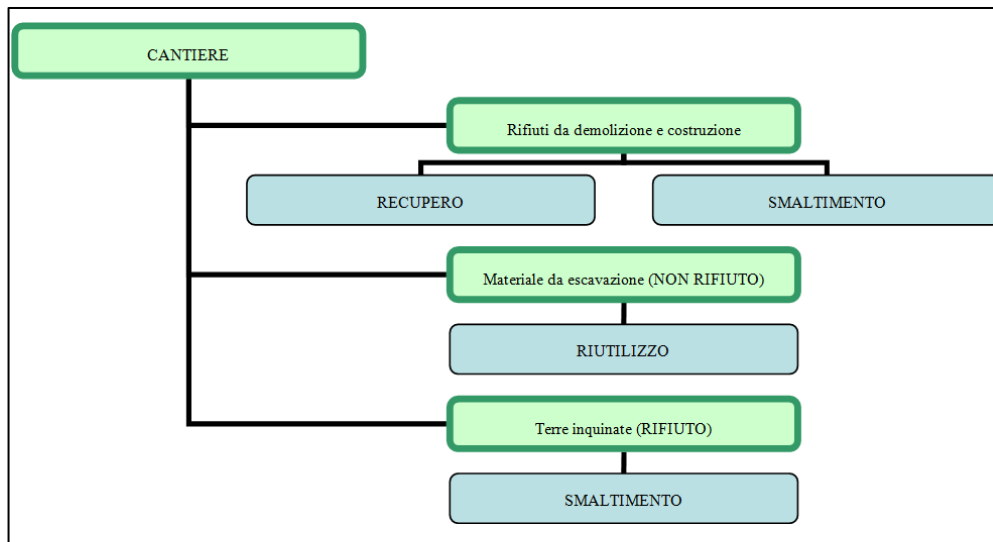 CANTIERE
Rifiuti da demolizione e costruzione
RECUPERO
SMALTIMENTO
Materiale da escavazione (NON RIFIUTO)
RIUTILIZZO
Terre inquinate (RIFIUTO)
SMALTIMENTO